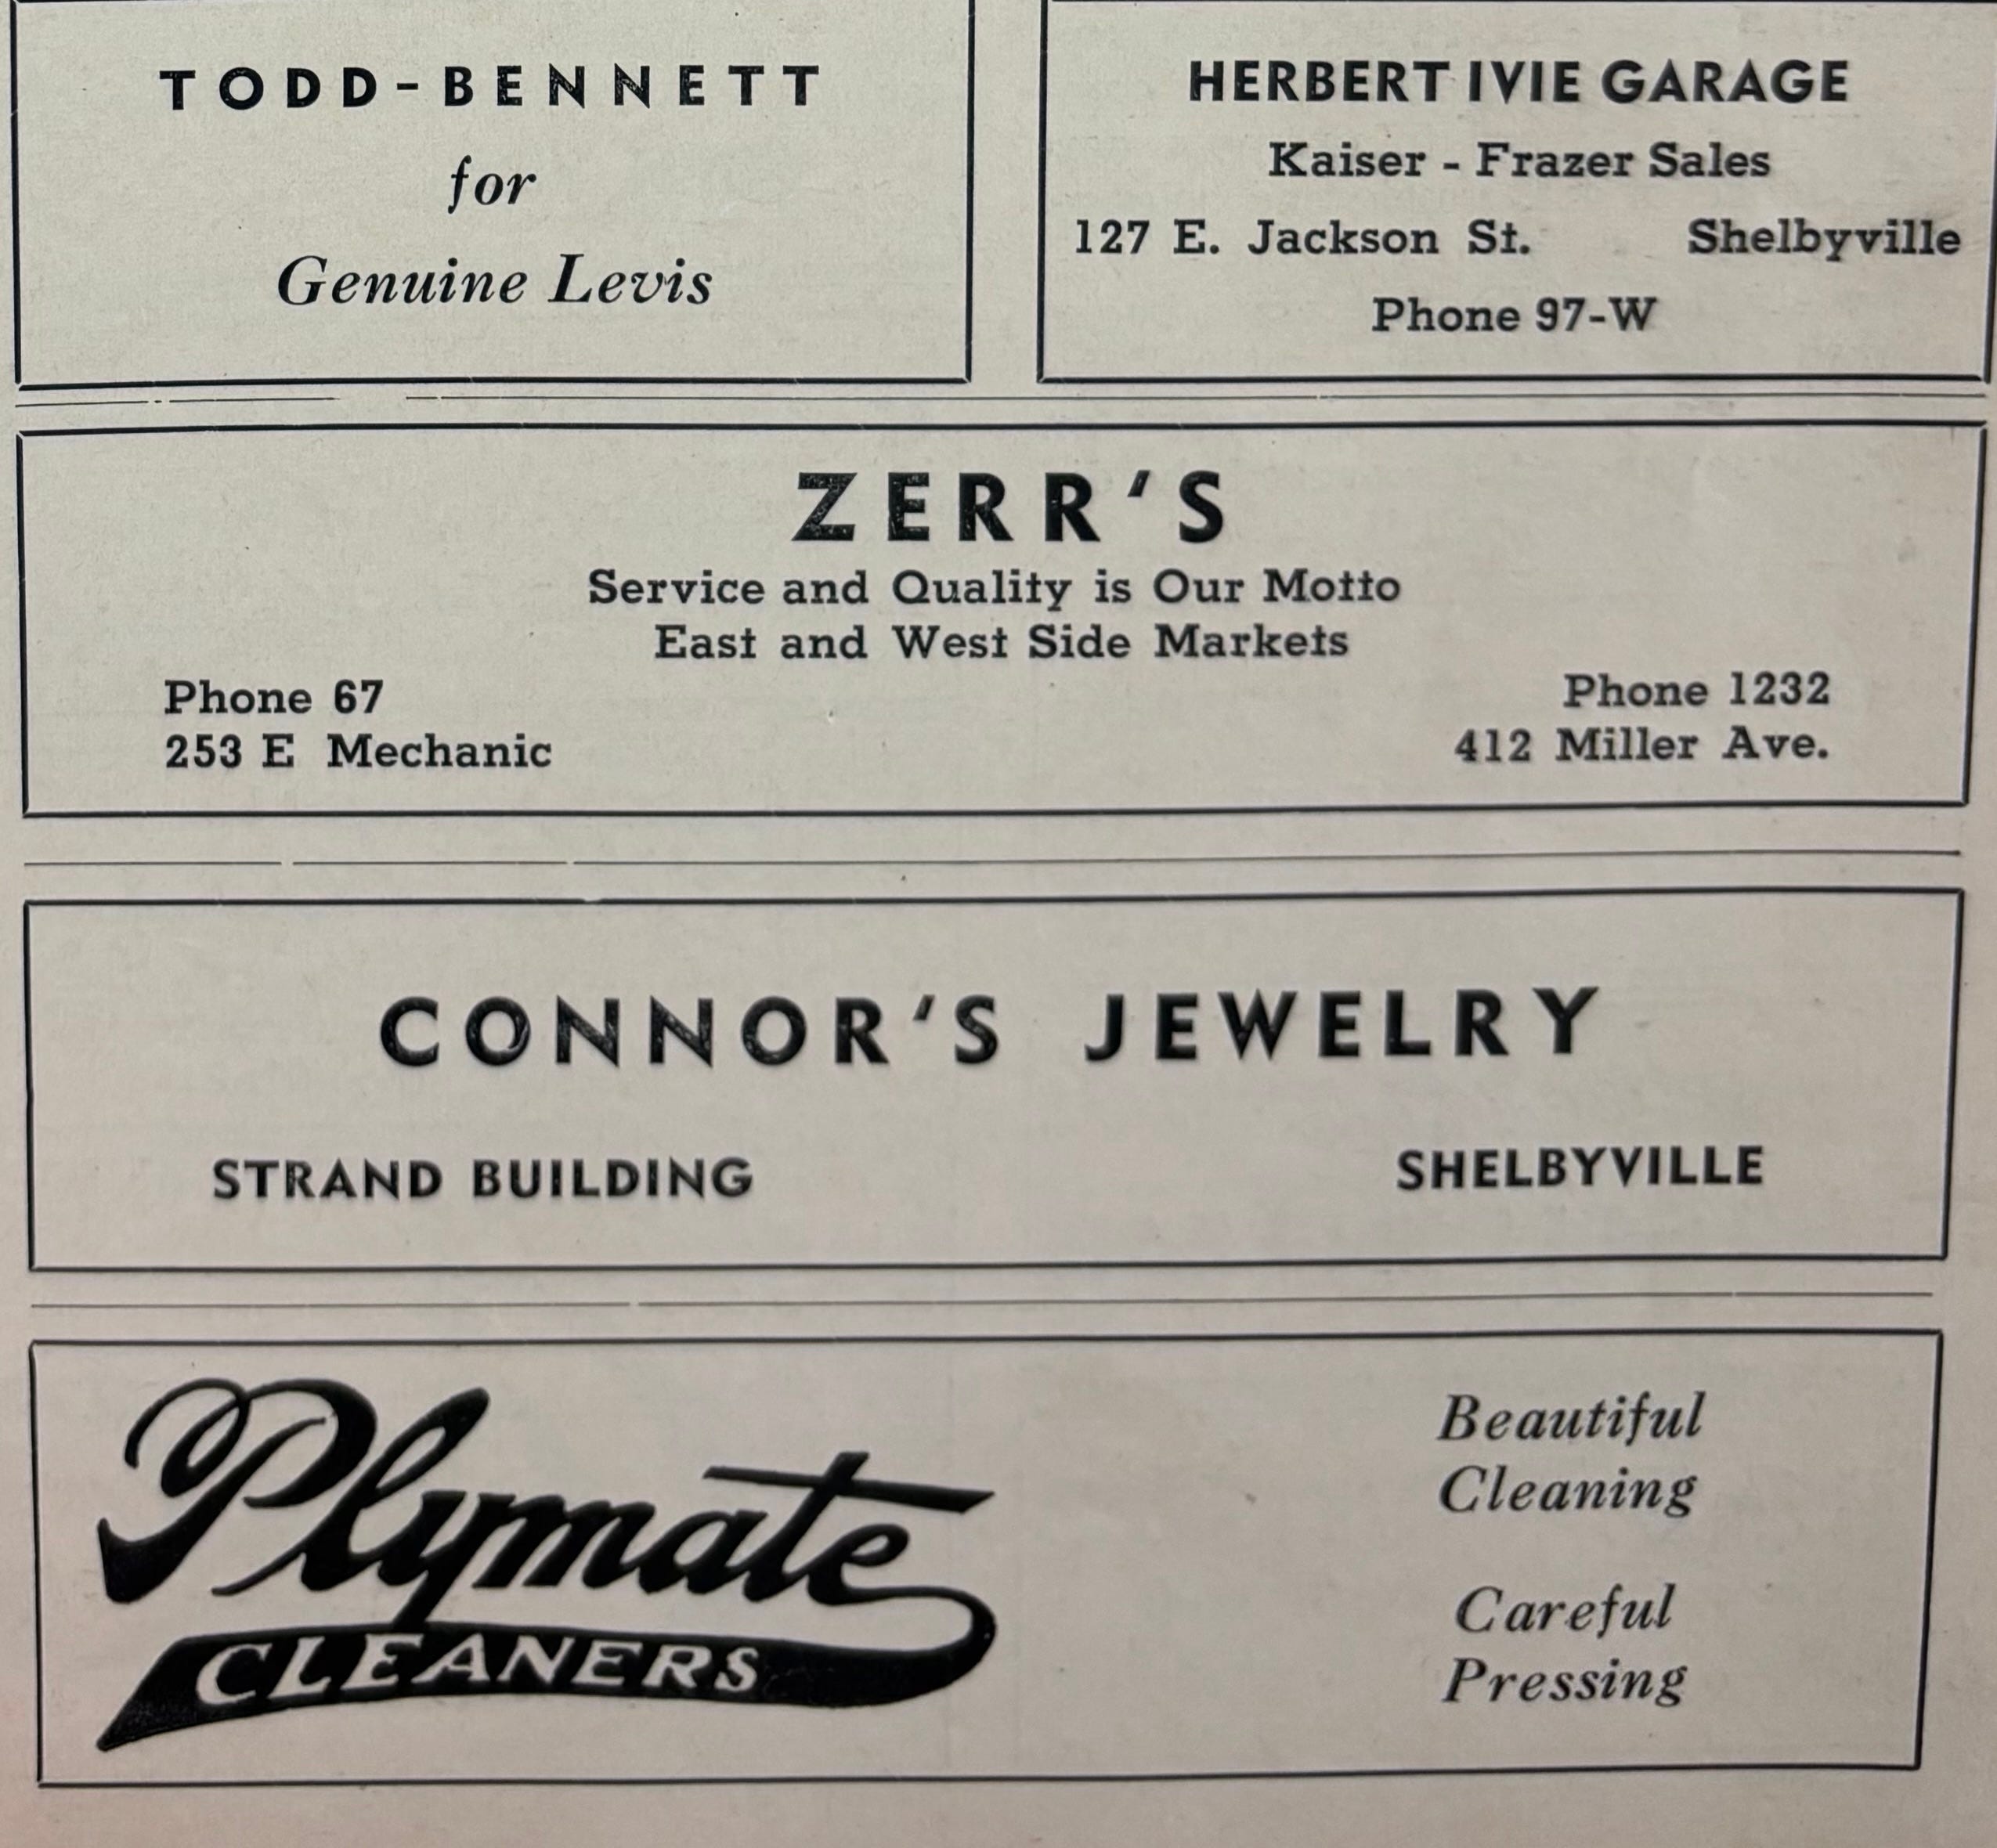 TODD-BENNETT
for
Genuine Levis
HERBERT IVIE GARAGE
Kaiser - Frazer Sales
127 E. Jackson St. Shelbyville
Phone 97-W
ZERR'S
Service and Quality is Our Motto
East and West Side Markets
Phone 67
253 E Mechanic
Phone 1232
412 Miller Ave.
CONNOR'S JEWELRY
STRAND BUILDING SHELBYVILLE
Plymate
CLEANERS
Beautiful
Cleaning
Careful
Pressing